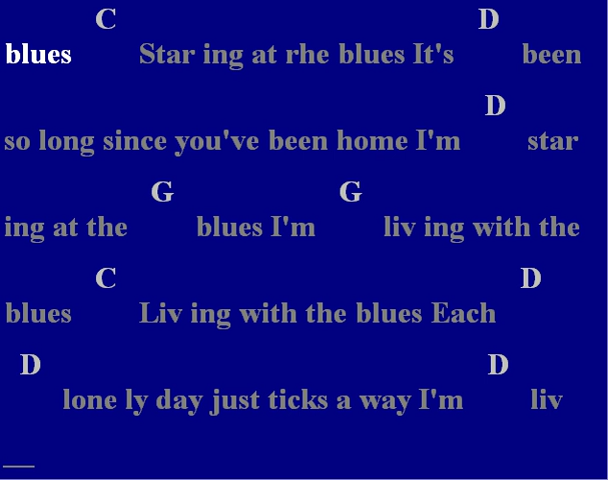 C D
blues Star ing at rhe blues It's been
D
so long since you've been home I'm star
G G
ing at the blues I'm liv ing with the
C D
blues Liv ing with the blues Each
D D
lone ly day just ticks a way I'm liv